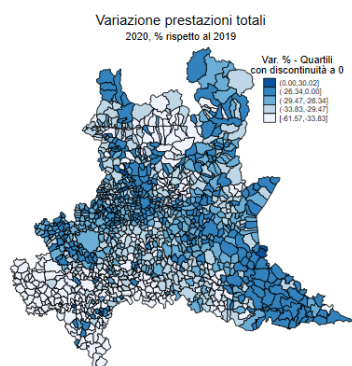 Variazione prestazioni totali
2020, % rispetto al 2019
Var. % - Quartili
con discontinuità a 0
(0.00,30.02]
(-26.34,0.00]
(-29.47,-26.34]
(-33.83,-29.47]
[-61.57,-33.83]